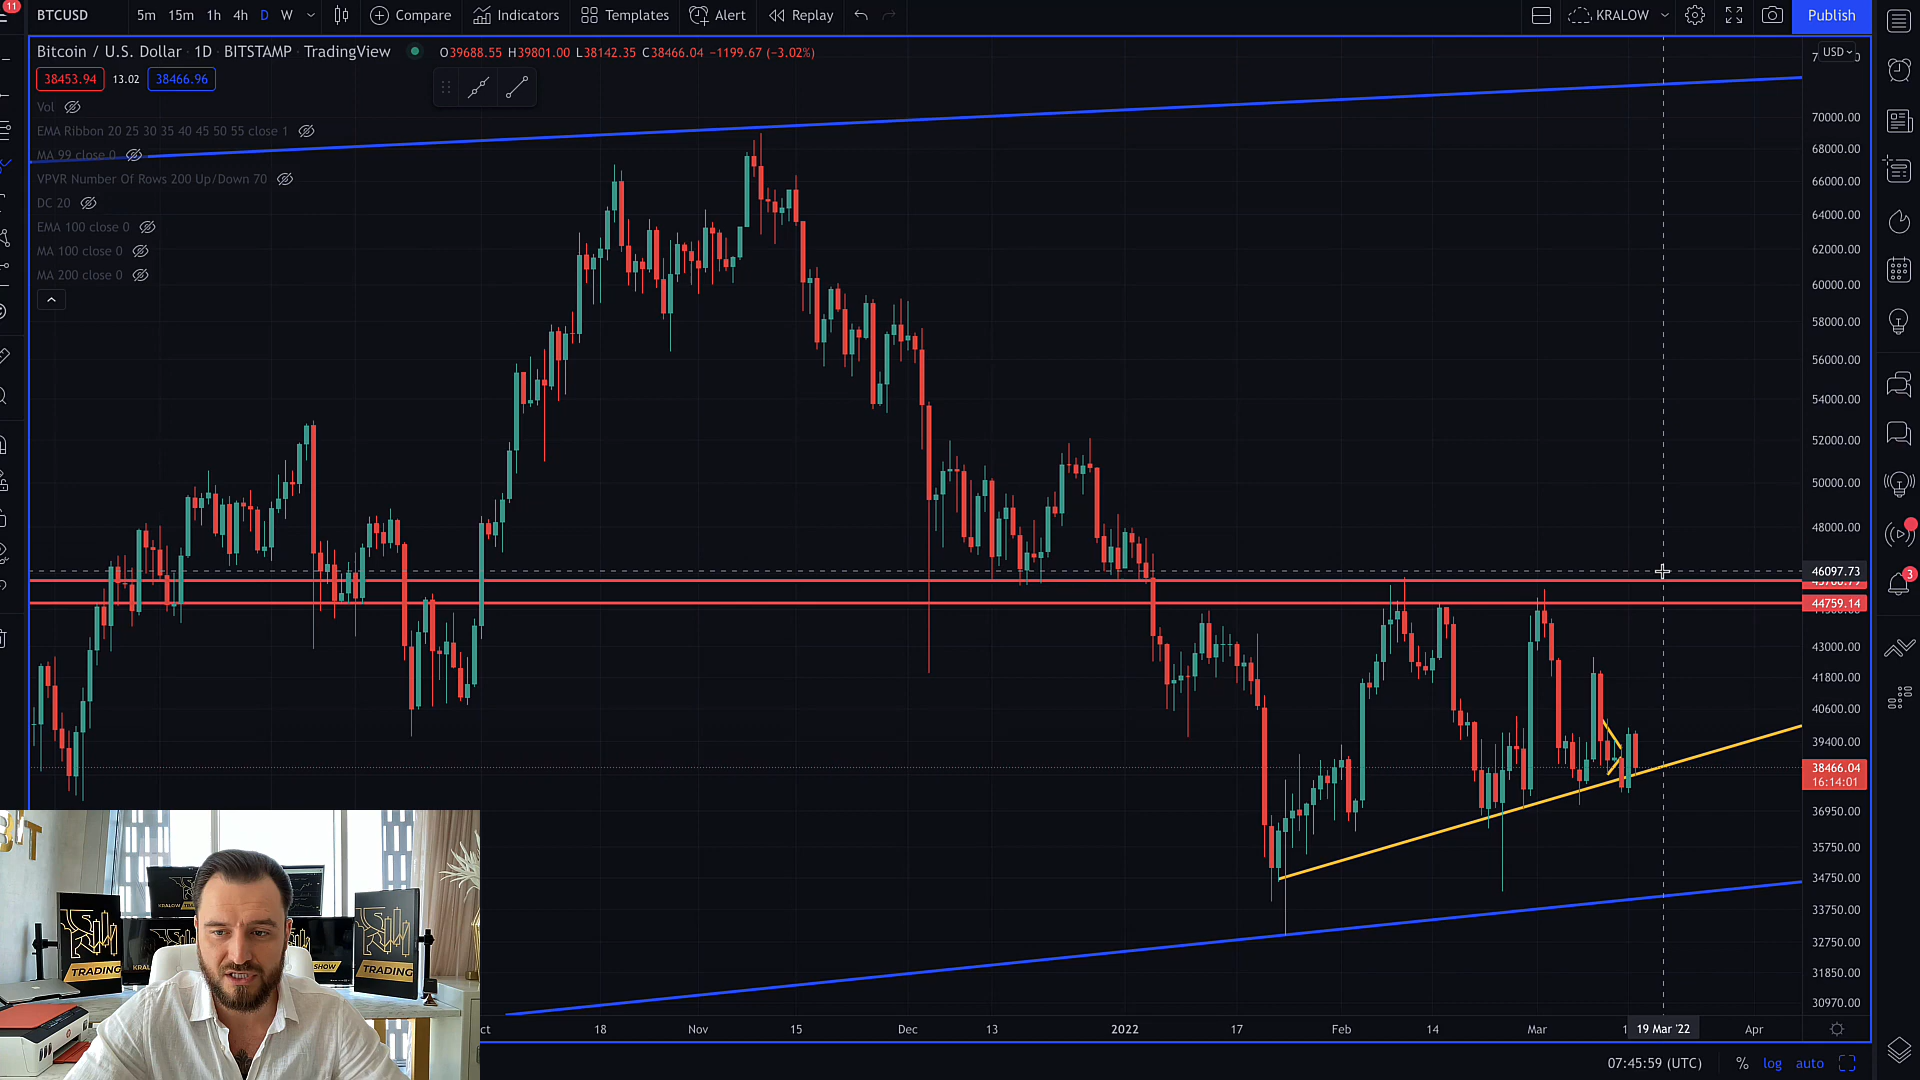 11
BTCUSD 5m 15m 1h 4h D W Compare Indicators Templates Alert Replay KRALOW Publish
Bitcoin / U.S. Dollar · 1D · BITSTAMP · TradingView O39688.55 H39801.00 L38142.35 C38466.04 −1199.67 (−3.02%)
USD
38453.94 13.02 38466.96
Vol
EMA Ribbon 20 25 30 35 40 45 50 55 close 1
MA 99 close 0
VPVR Number Of Rows 200 Up/Down 70
DC 20
EMA 100 close 0
MA 100 close 0
MA 200 close 0
70000.00
68000.00
66000.00
64000.00
62000.00
60000.00
58000.00
56000.00
54000.00
52000.00
50000.00
48000.00
46097.73
44759.14
43000.00
41800.00
40600.00
39400.00
38466.04
16:14:01
36950.00
35750.00
34750.00
33750.00
32750.00
31850.00
30970.00
3
TRADING
TRADING
SHOW
18 Nov 15 Dec 13 2022 17 Feb 14 Mar 19 Mar '22 Apr
07:45:59 (UTC) % log auto